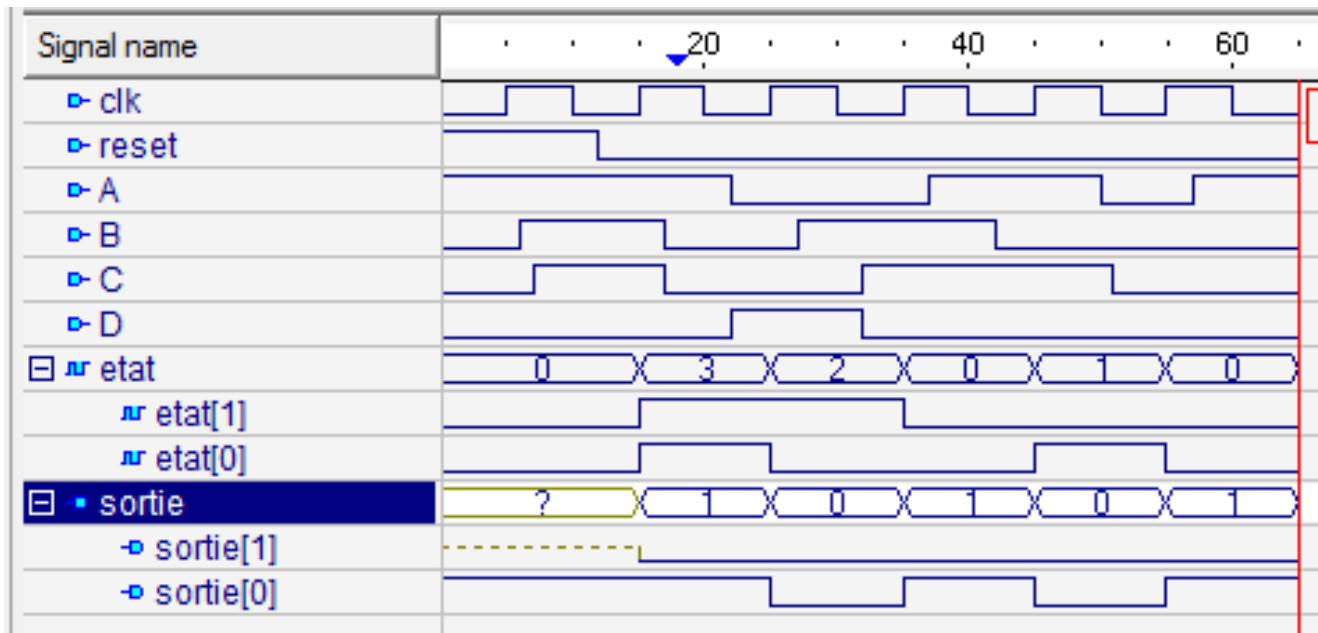 Signal name 20 40 60
clk
reset
A
B
C
D
etat 0 3 2 0 1 0
etat[1]
etat[0]
sortie ? 1 0 1 0 1
sortie[1]
sortie[0]